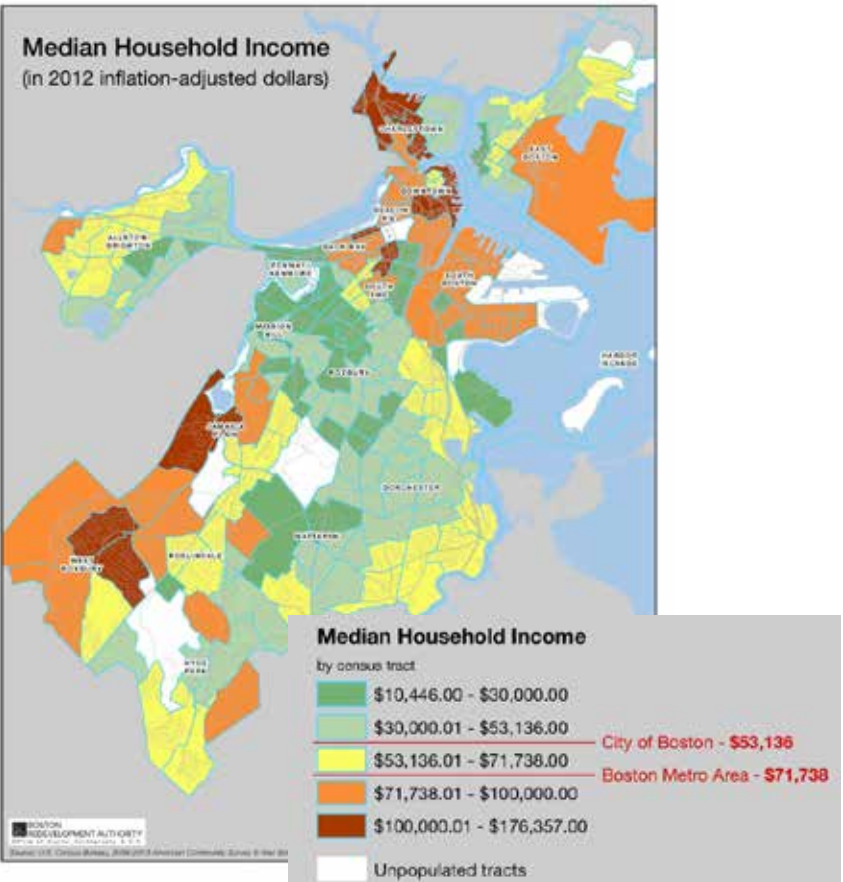 Median Household Income
(in 2012 inflation-adjusted dollars)
CHARLESTOWN
EAST
BOSTON
DOWNTOWN
BEACON
HILL
ALLSTON/
BRIGHTON
BACK BAY
FENWAY/
KENMORE
SOUTH
END
SOUTH
BOSTON
MISSION
HILL
ROXBURY
HARBOR
ISLANDS
JAMAICA
PLAIN
DORCHESTER
MATTAPAN
WEST
ROXBURY
ROSLINDALE
HYDE
PARK
BOSTON
REDEVELOPMENT AUTHORITY
Median Household Income
by census tract
$10,446.00 - $30,000.00
$30,000.01 - $53,136.00
City of Boston - $53,136
$53,136.01 - $71,738.00
Boston Metro Area - $71,738
$71,738.01 - $100,000.00
$100,000.01 - $176,357.00
Unpopulated tracts